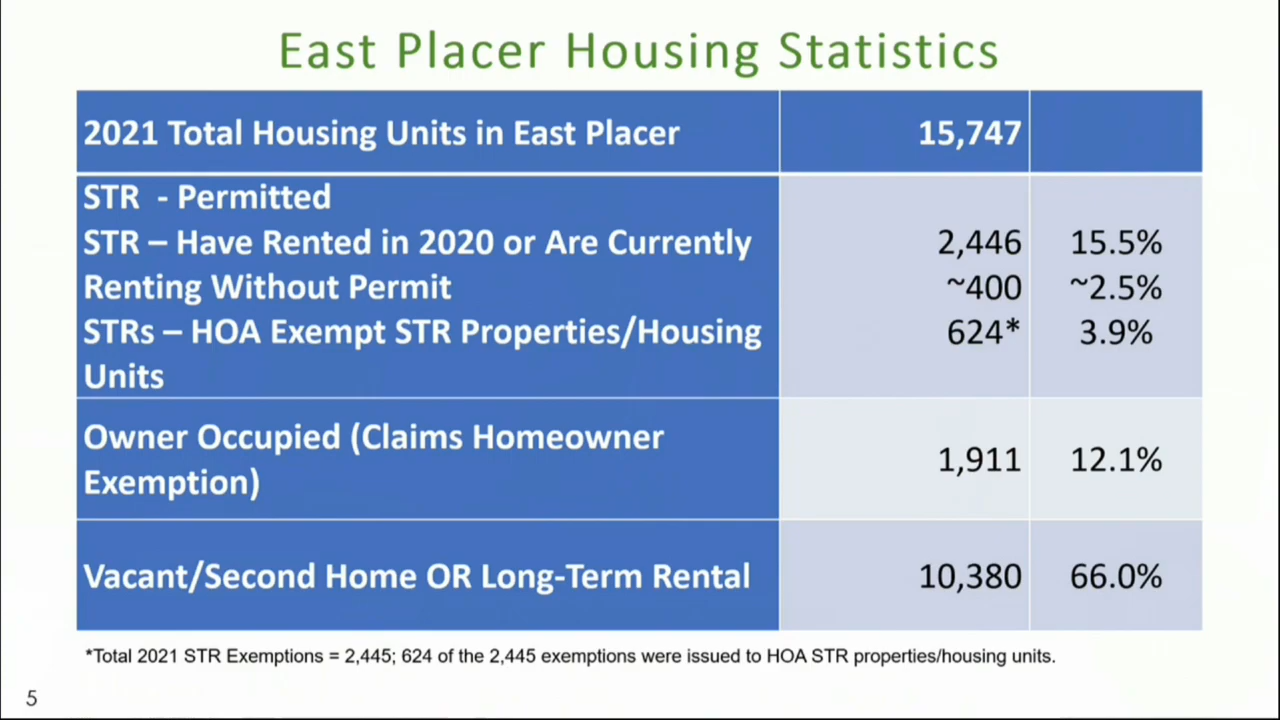 East Placer Housing Statistics
2021 Total Housing Units in East Placer 15,747
STR - Permitted
STR – Have Rented in 2020 or Are Currently 2,446 15.5%
Renting Without Permit ~400 ~2.5%
STRs – HOA Exempt STR Properties/Housing 624* 3.9%
Units
Owner Occupied (Claims Homeowner
Exemption) 1,911 12.1%
Vacant/Second Home OR Long-Term Rental 10,380 66.0%
*Total 2021 STR Exemptions = 2,445; 624 of the 2,445 exemptions were issued to HOA STR properties/housing units.
5